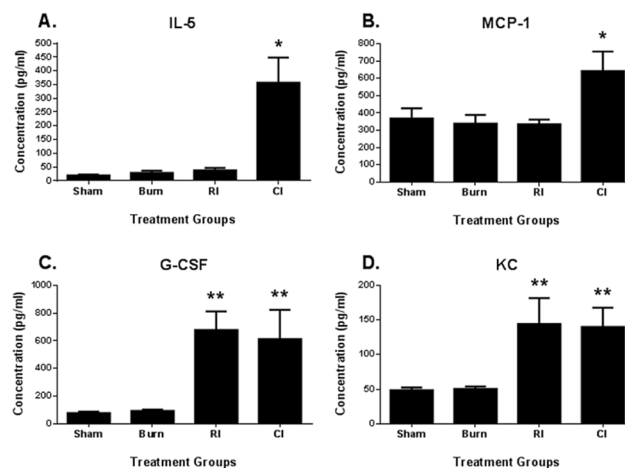 A. IL-5
Concentration (pg/ml)
500
450
400
350
300
250
200
150
100
50
0
*
Sham Burn RI CI
Treatment Groups
B. MCP-1
Concentration (pg/ml)
800
700
600
500
400
300
200
100
0
*
Sham Burn RI CI
Treatment Groups
C. G-CSF
Concentration (pg/ml)
1000
800
600
400
200
0
** **
Sham Burn RI CI
Treatment Groups
D. KC
Concentration (pg/ml)
200
150
100
50
0
** **
Sham Burn RI CI
Treatment Groups